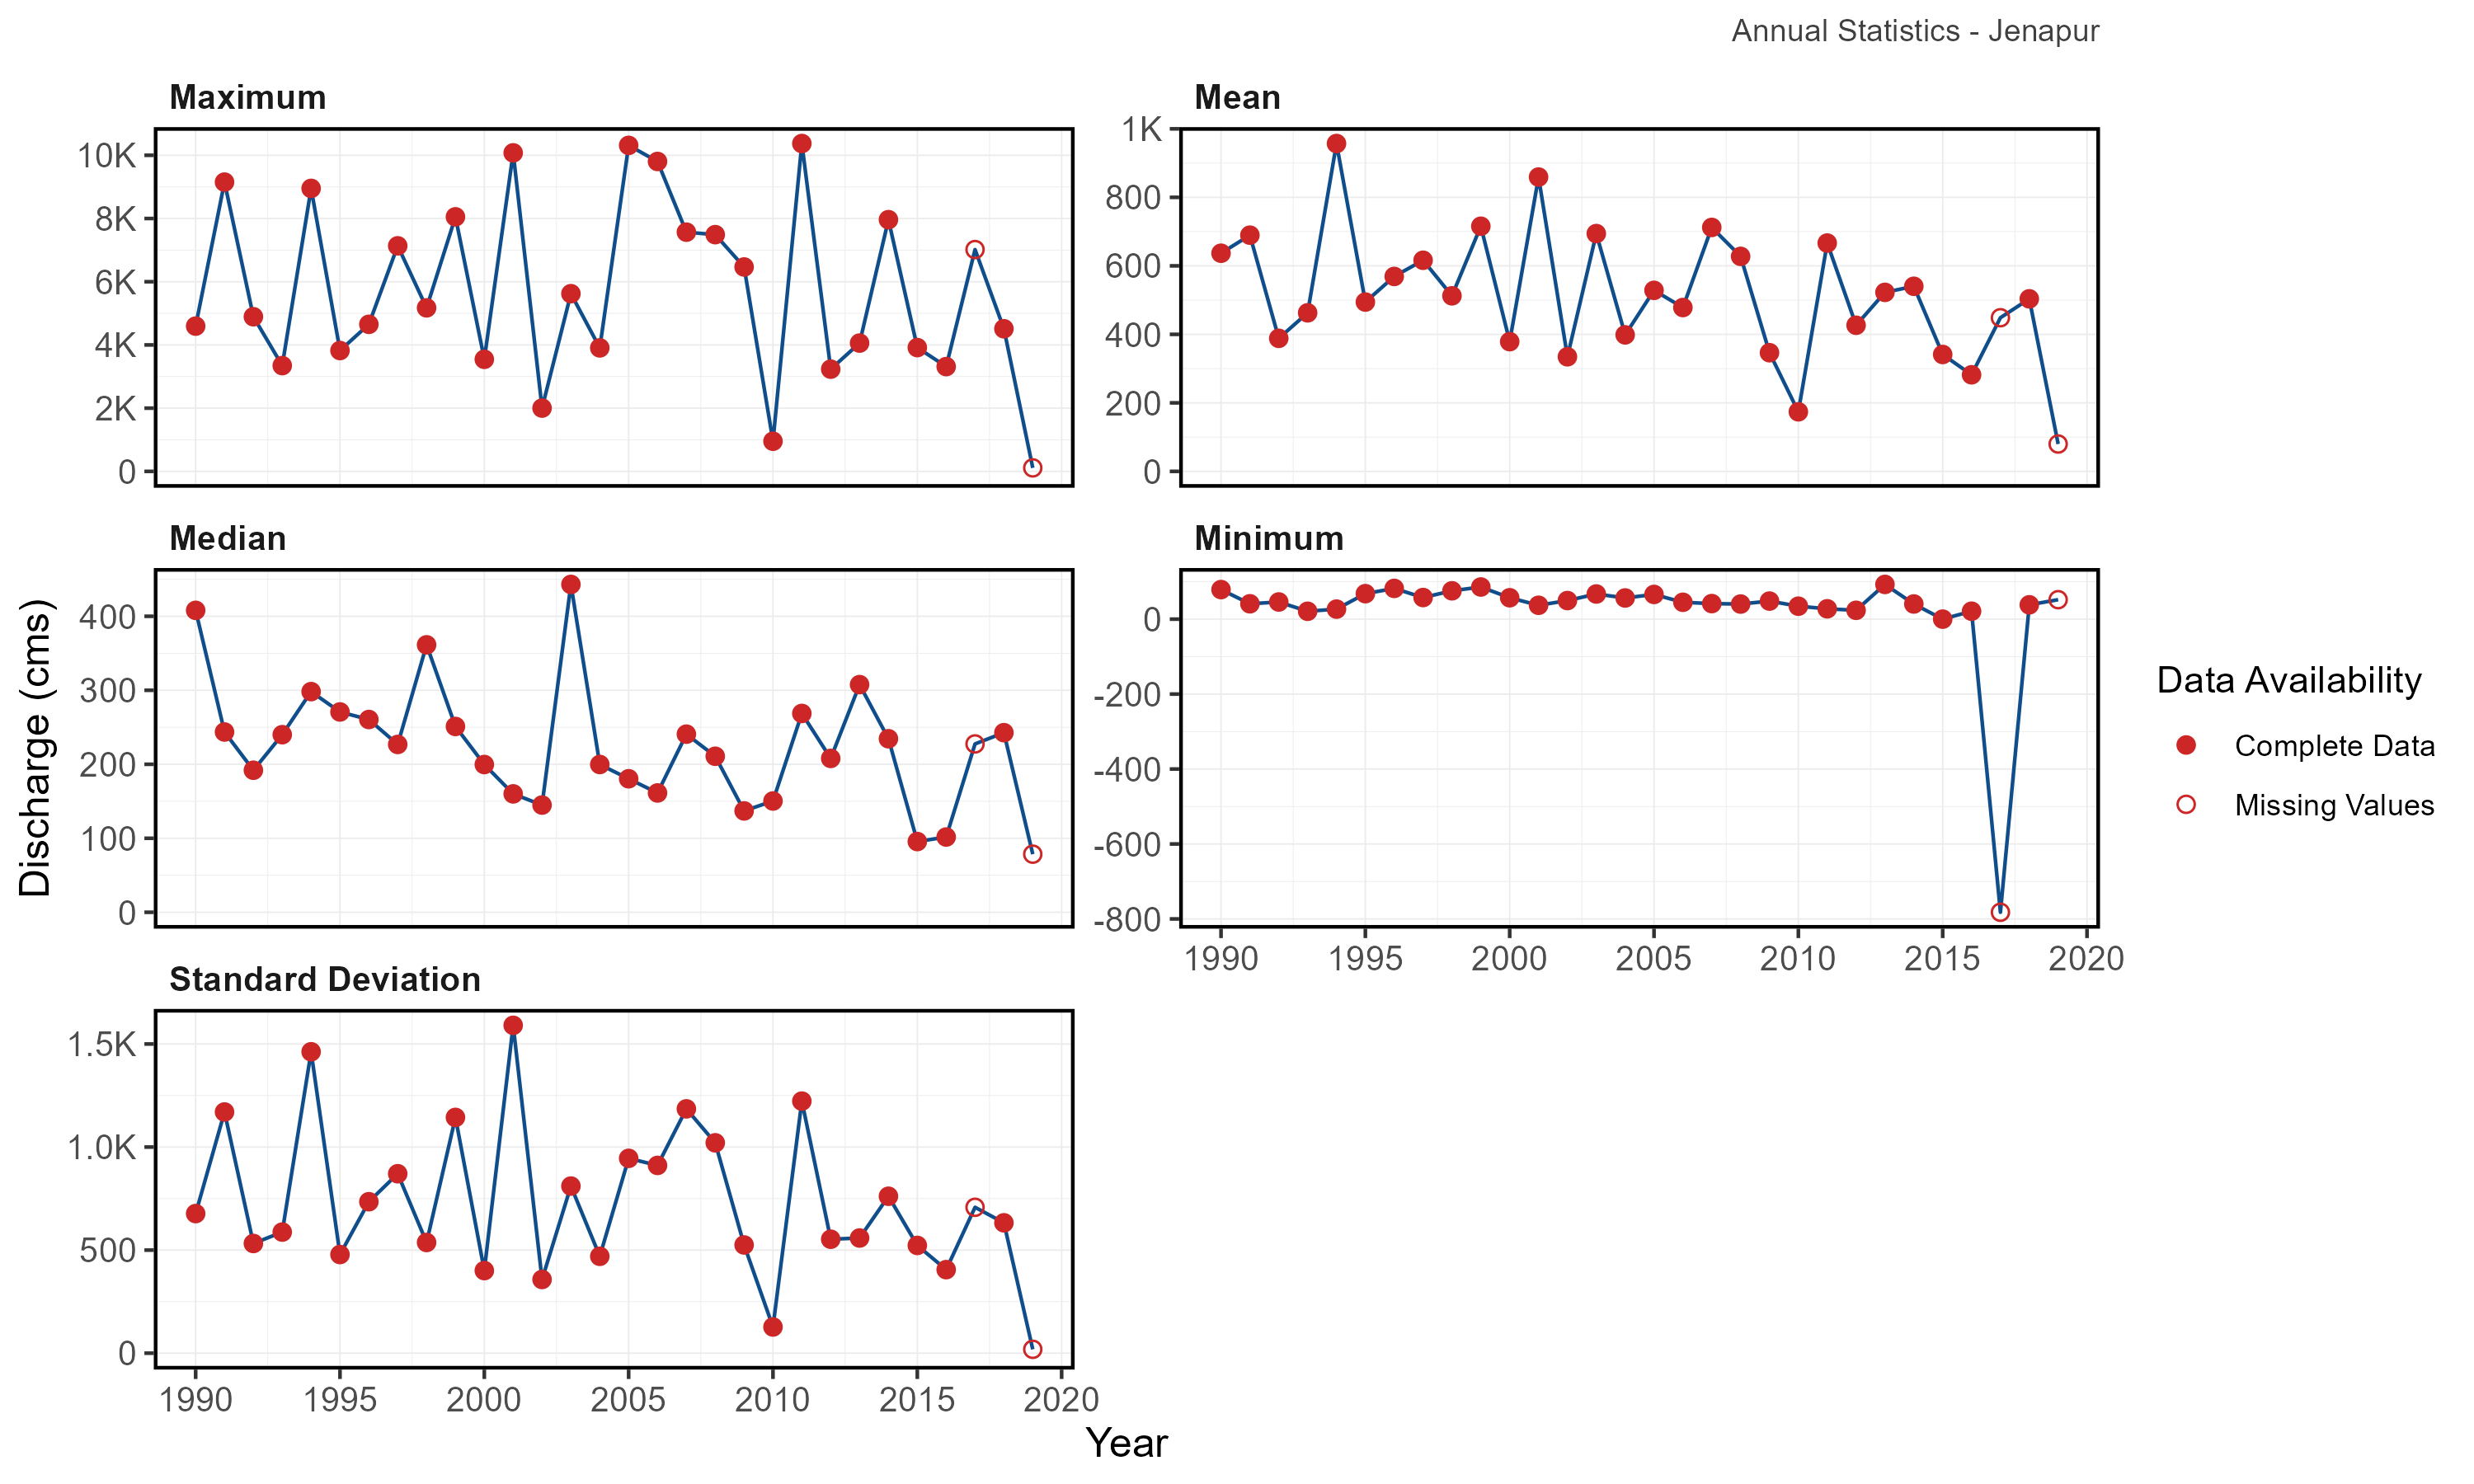 Annual Statistics - Jenapur
Maximum
10K
8K
6K
4K
2K
0
Mean
1K
800
600
400
200
0
Median
400
300
200
100
0
Minimum
0
-200
-400
-600
-800
1990 1995 2000 2005 2010 2015 2020
Standard Deviation
1.5K
1.0K
500
0
1990 1995 2000 2005 2010 2015 2020
Discharge (cms)
Year
Data Availability
Complete Data
Missing Values